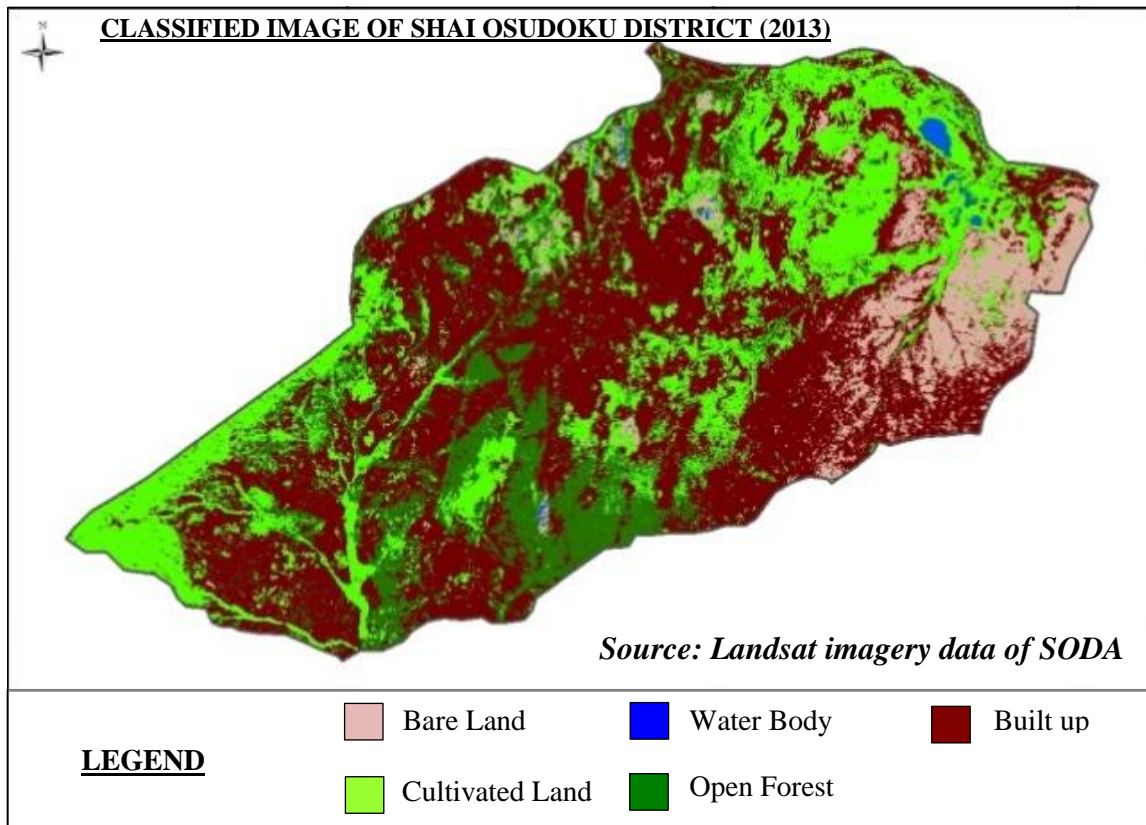 N
CLASSIFIED IMAGE OF SHAI OSUDOKU DISTRICT (2013)
Source: Landsat imagery data of SODA
LEGEND
Bare Land
Water Body
Built up
Cultivated Land
Open Forest